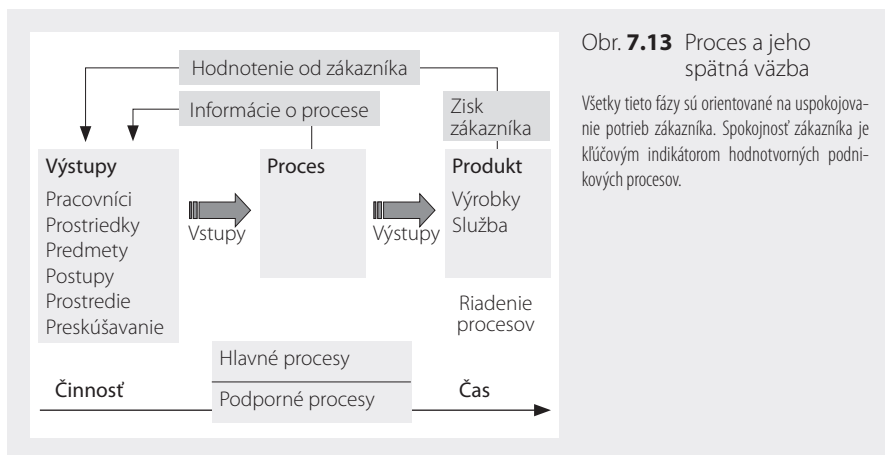 Hodnotenie od zákazníka
Informácie o procese
Zisk
zákazníka
Výstupy
Pracovníci
Prostriedky
Predmety
Postupy
Prostredie
Preskúšavanie
Vstupy
Proces
Výstupy
Produkt
Výrobky
Služba
Riadenie
procesov
Činnosť
Hlavné procesy
Podporné procesy
Čas
Obr. 7.13 Proces a jeho
spätná väzba
Všetky tieto fázy sú orientované na uspokojova-
nie potrieb zákazníka. Spokojnosť zákazníka je
kľúčovým indikátorom hodnotvorných podni-
kových procesov.